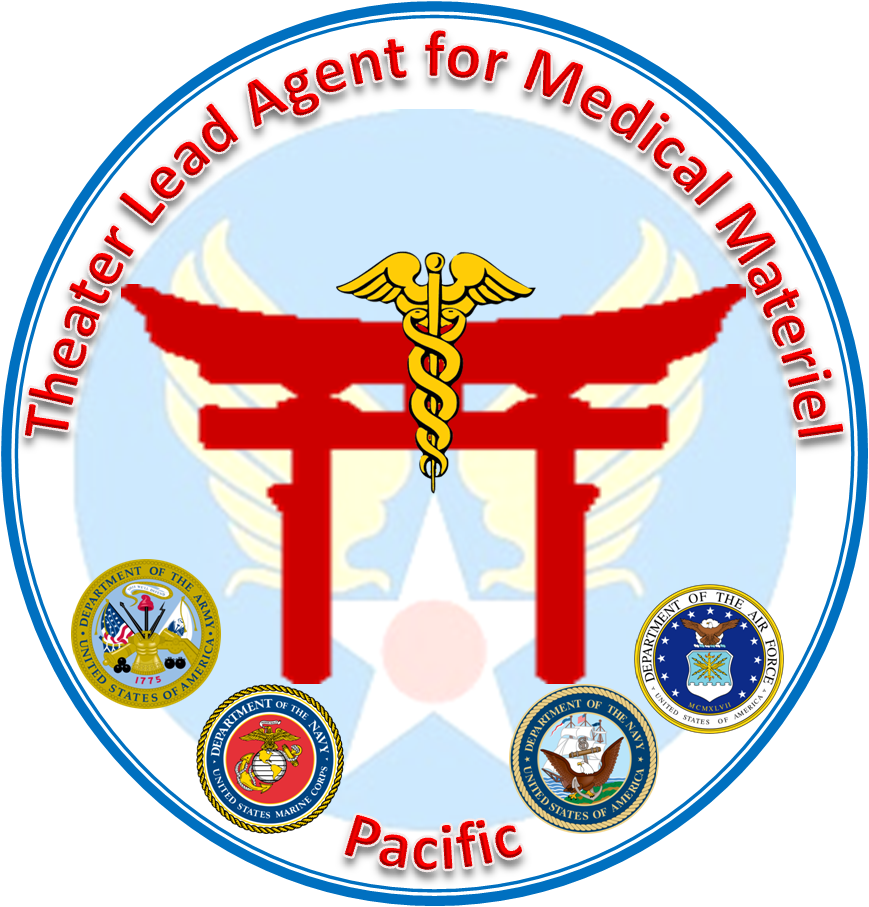 Theater Lead Agent for Medical Materiel
DEPARTMENT OF THE ARMY
UNITED STATES OF AMERICA
1775
DEPARTMENT OF THE AIR FORCE
MCMXLVII
UNITED STATES OF AMERICA
DEPARTMENT OF THE NAVY
UNITED STATES MARINE CORPS
DEPARTMENT OF THE NAVY
UNITED STATES OF AMERICA
Pacific